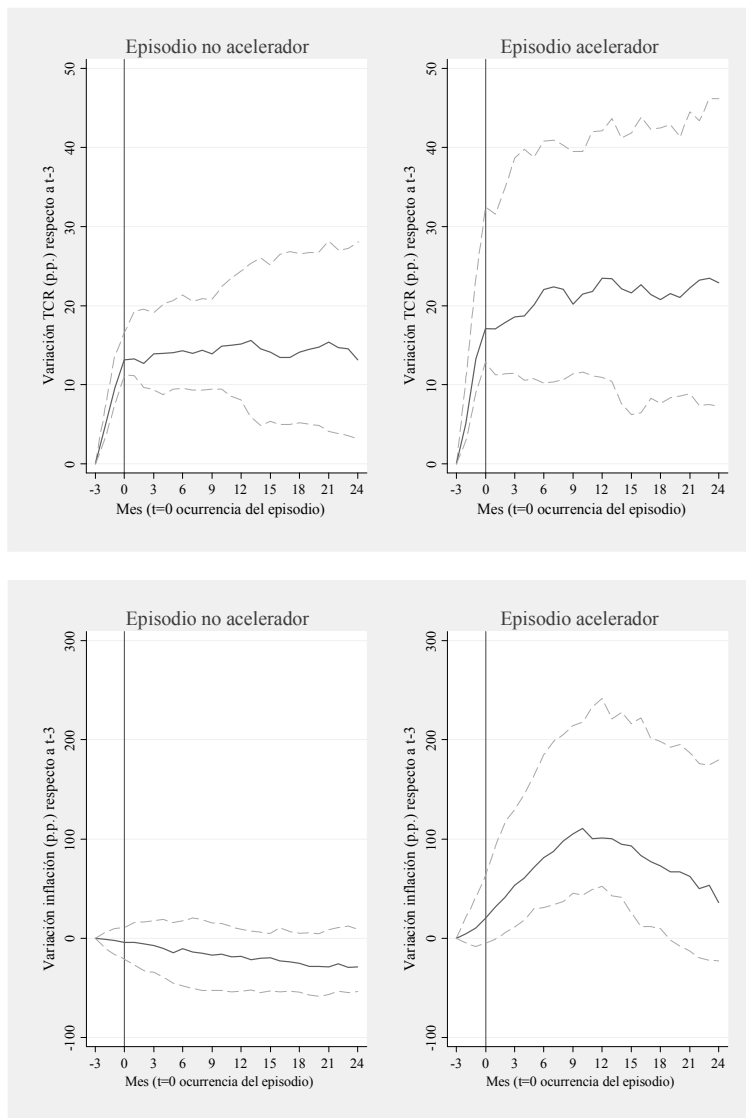 Episodio no acelerador
Variación TCR (p.p.) respecto a t-3
50
40
30
20
10
0
-3 0 3 6 9 12 15 18 21 24
Mes (t=0 ocurrencia del episodio)
Episodio acelerador
Variación TCR (p.p.) respecto a t-3
50
40
30
20
10
0
-3 0 3 6 9 12 15 18 21 24
Mes (t=0 ocurrencia del episodio)
Episodio no acelerador
Variación inflación (p.p.) respecto a t-3
300
200
100
0
-100
-3 0 3 6 9 12 15 18 21 24
Mes (t=0 ocurrencia del episodio)
Episodio acelerador
Variación inflación (p.p.) respecto a t-3
300
200
100
0
-100
-3 0 3 6 9 12 15 18 21 24
Mes (t=0 ocurrencia del episodio)